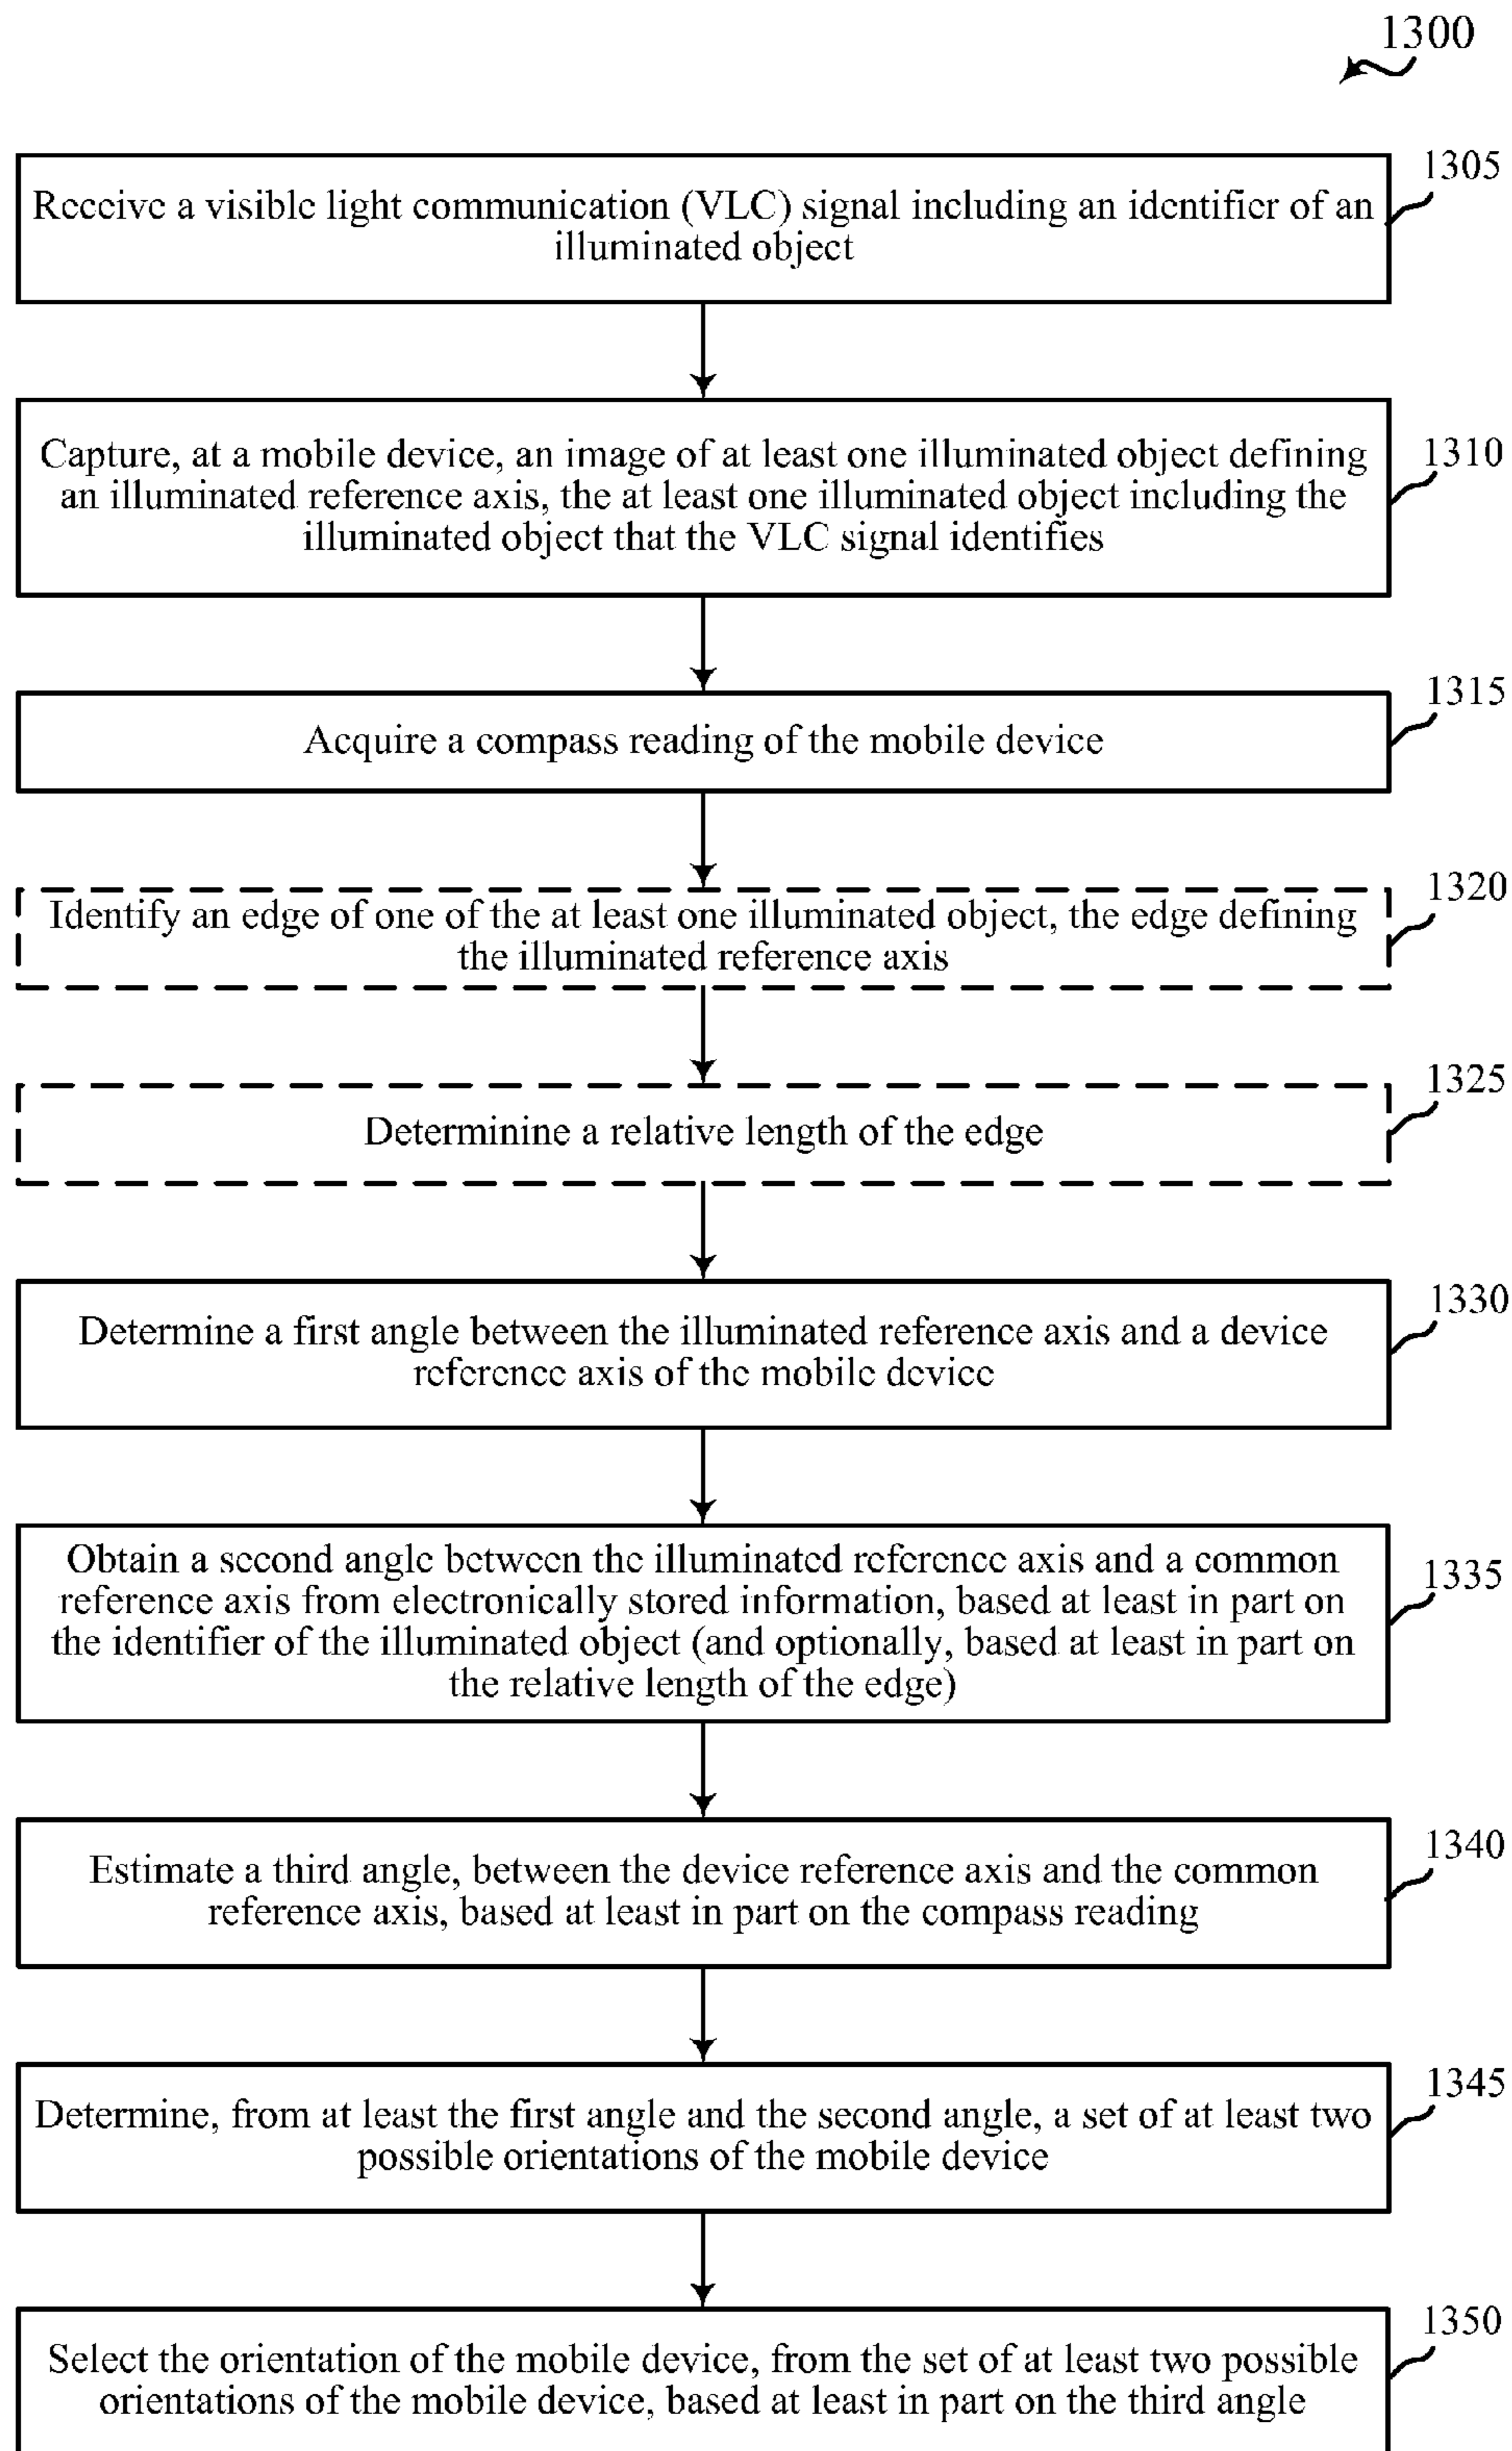 1300
Receive a visible light communication (VLC) signal including an identifier of an
illuminated object
1305
Capture, at a mobile device, an image of at least one illuminated object defining
an illuminated reference axis, the at least one illuminated object including the
illuminated object that the VLC signal identifies
1310
Acquire a compass reading of the mobile device
1315
Identify an edge of one of the at least one illuminated object, the edge defining
the illuminated reference axis
1320
Determinine a relative length of the edge
1325
Determine a first angle between the illuminated reference axis and a device
reference axis of the mobile device
1330
Obtain a second angle between the illuminated reference axis and a common
reference axis from electronically stored information, based at least in part on
the identifier of the illuminated object (and optionally, based at least in part on
the relative length of the edge)
1335
Estimate a third angle, between the device reference axis and the common
reference axis, based at least in part on the compass reading
1340
Determine, from at least the first angle and the second angle, a set of at least two
possible orientations of the mobile device
1345
Select the orientation of the mobile device, from the set of at least two possible
orientations of the mobile device, based at least in part on the third angle
1350